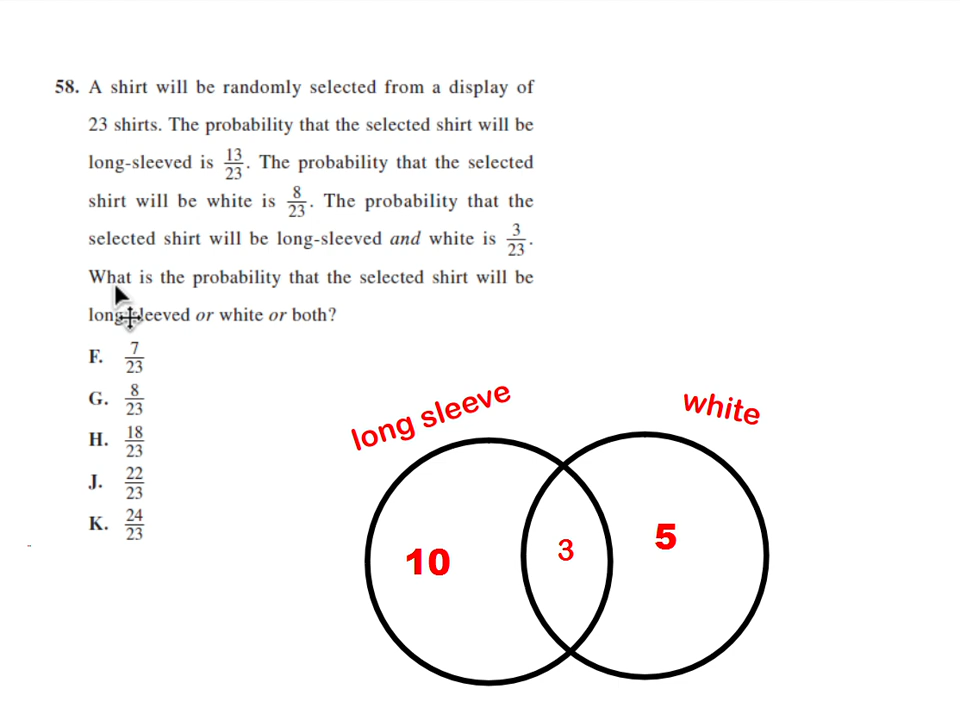 58. A shirt will be randomly selected from a display of
23 shirts. The probability that the selected shirt will be
long-sleeved is 13/23. The probability that the selected
shirt will be white is 8/23. The probability that the
selected shirt will be long-sleeved and white is 3/23.
What is the probability that the selected shirt will be
long-sleeved or white or both?
F. 7/23
G. 8/23
H. 18/23
J. 22/23
K. 24/23
long sleeve
white
10
3
5